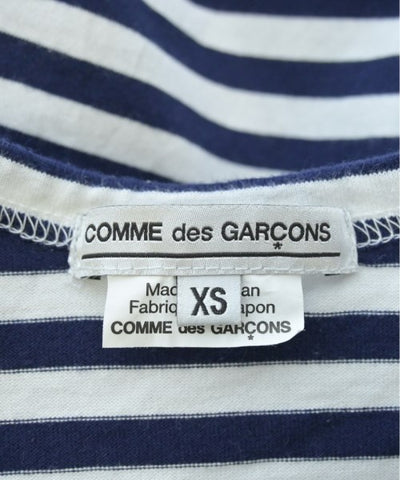 COMME des GARÇONS
XS
Mad an
Fabriq apon
COMME des GARÇONS